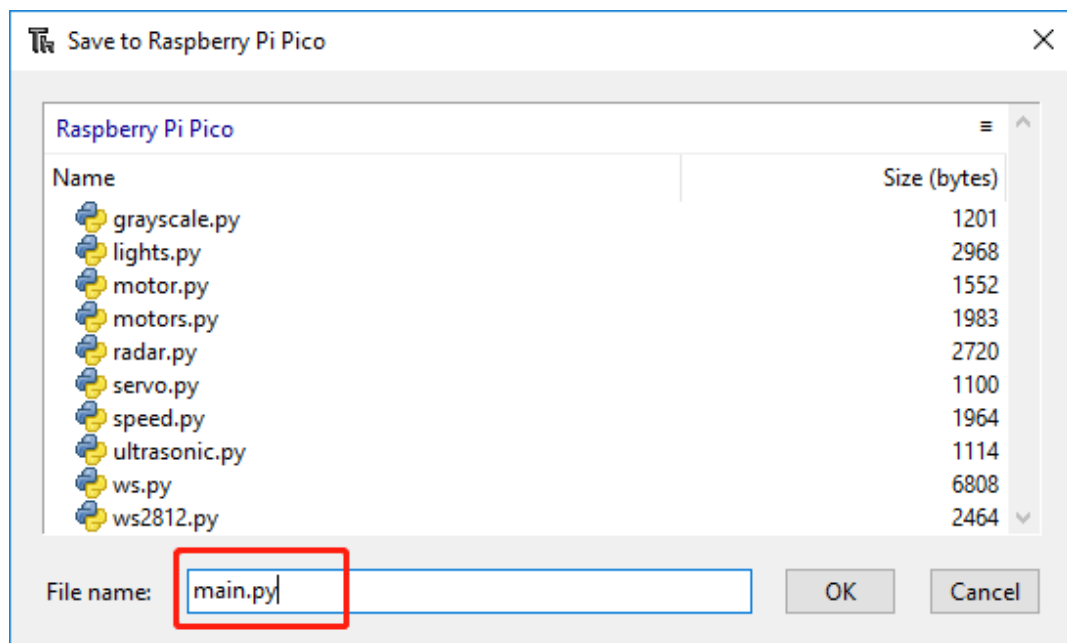 Save to Raspberry Pi Pico
Raspberry Pi Pico
Name Size (bytes)
grayscale.py 1201
lights.py 2968
motor.py 1552
motors.py 1983
radar.py 2720
servo.py 1100
speed.py 1964
ultrasonic.py 1114
ws.py 6808
ws2812.py 2464
File name: main.py OK Cancel